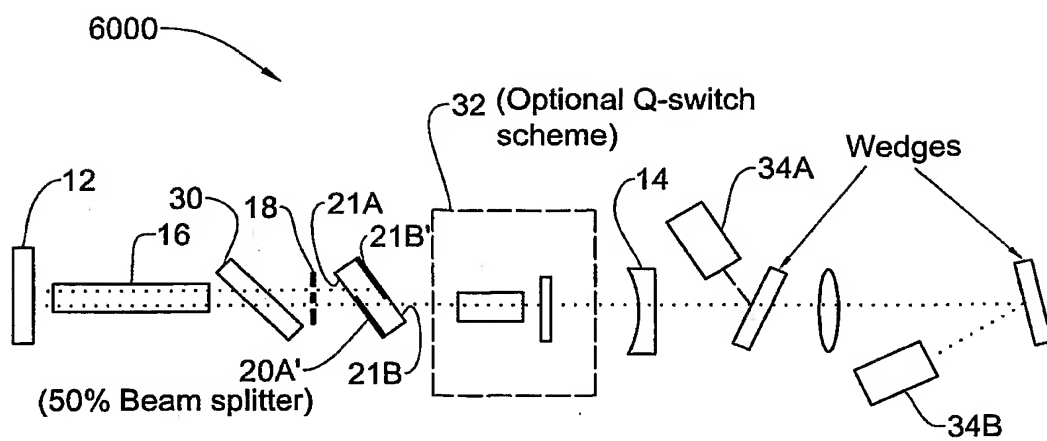 6000
32 (Optional Q-switch
scheme)
Wedges
12
30
18
21A
21B'
14
34A
16
20A'
21B
(50% Beam splitter)
34B